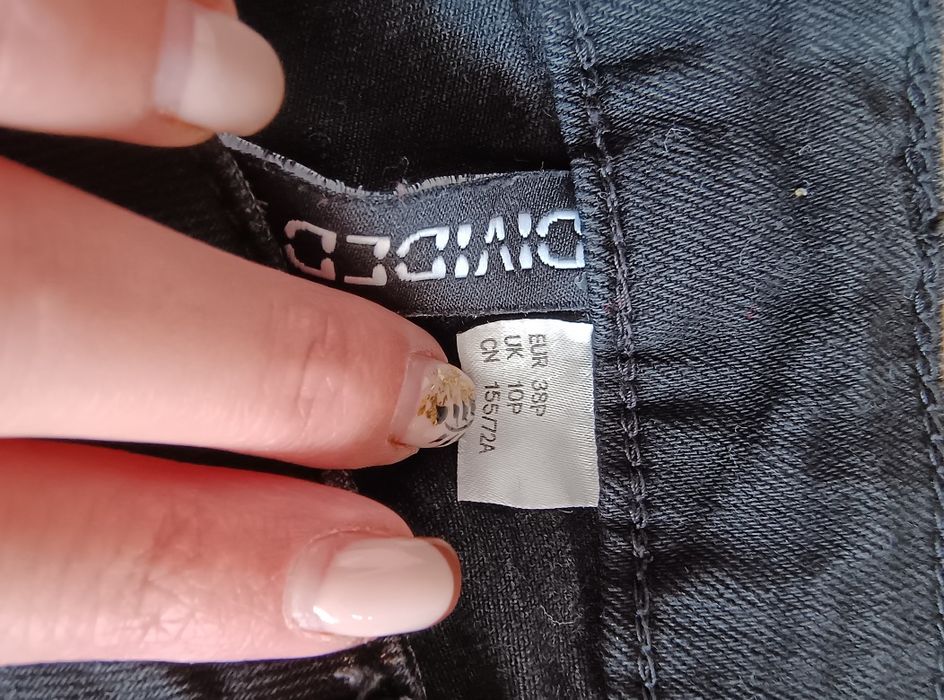 DIVIDED
EUR 38P
UK 10P
CN 155/72A